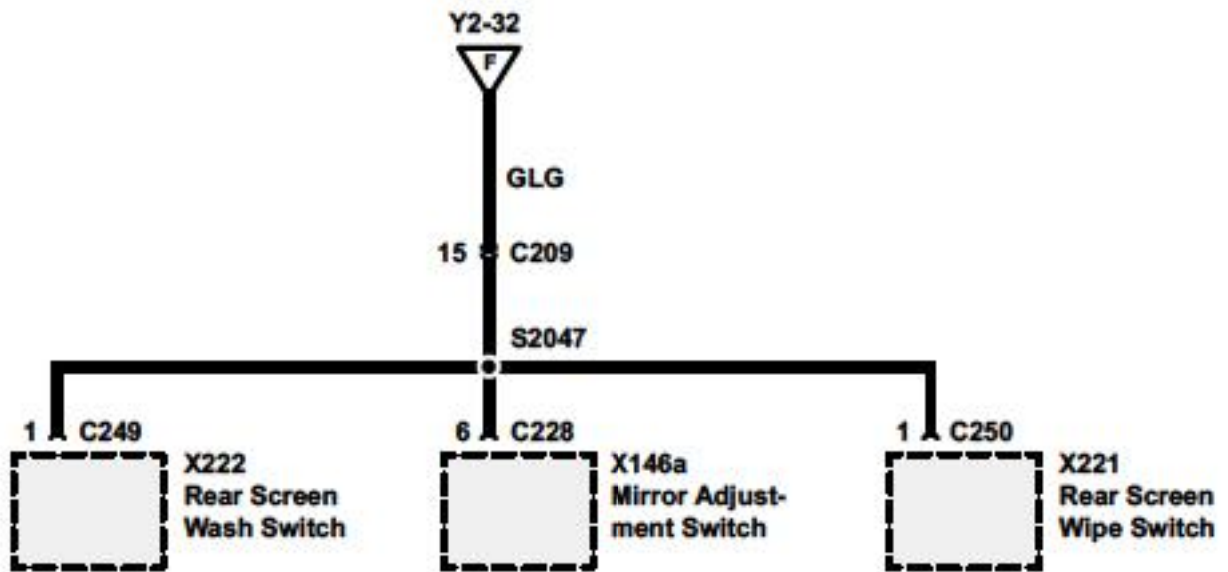 Y2-32
F
GLG
15 C209
S2047
1 C249
X222
Rear Screen
Wash Switch
6 C228
X146a
Mirror Adjust-
ment Switch
1 C250
X221
Rear Screen
Wipe Switch